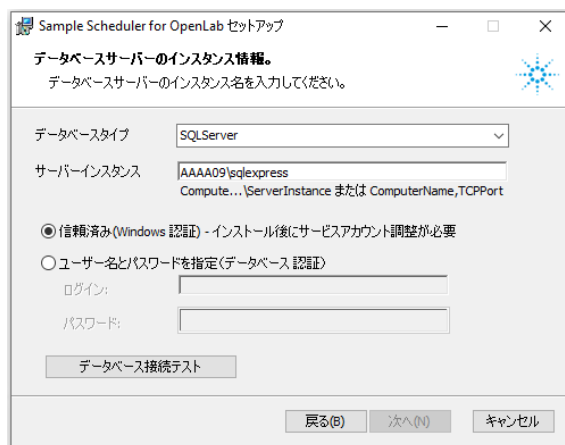 Sample Scheduler for OpenLab セットアップ
データベースサーバーのインスタンス情報。
データベースサーバーのインスタンス名を入力してください。
データベースタイプ
SQLServer
サーバーインスタンス
AAAA09\sqlexpress
Compute...\ServerInstance または ComputerName,TCPPort
信頼済み(Windows 認証) - インストール後にサービスアカウント調整が必要
ユーザー名とパスワードを指定(データベース認証)
ログイン:
パスワード:
データベース接続テスト
戻る(B) 次へ(N) キャンセル